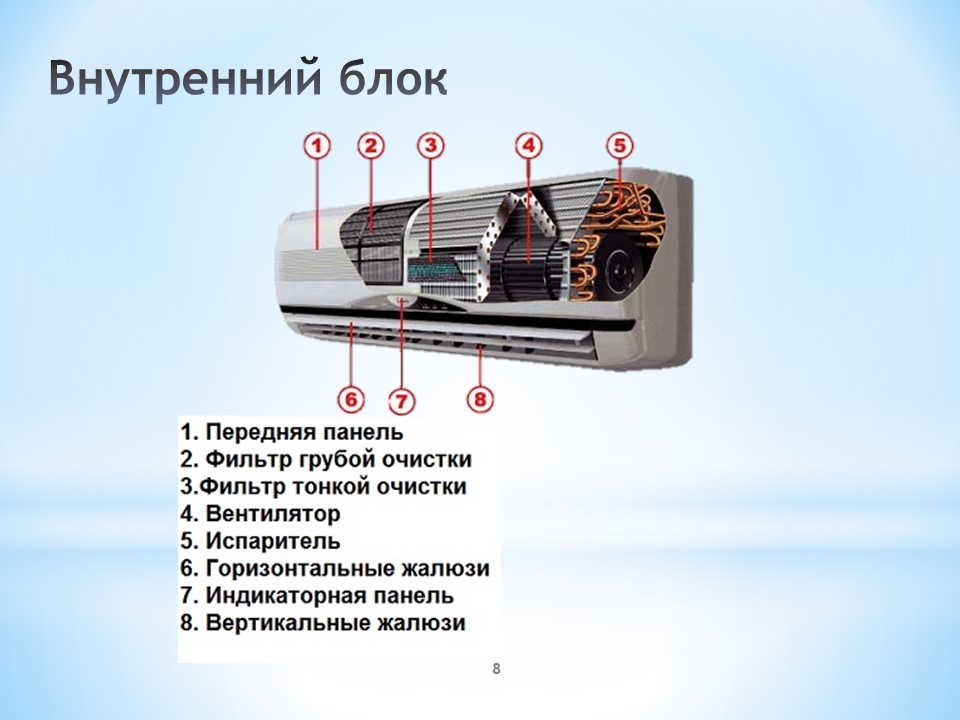 Внутренний блок
1 2 3 4 5
6 7 8
1. Передняя панель
2. Фильтр грубой очистки
3.Фильтр тонкой очистки
4. Вентилятор
5. Испаритель
6. Горизонтальные жалюзи
7. Индикаторная панель
8. Вертикальные жалюзи
8